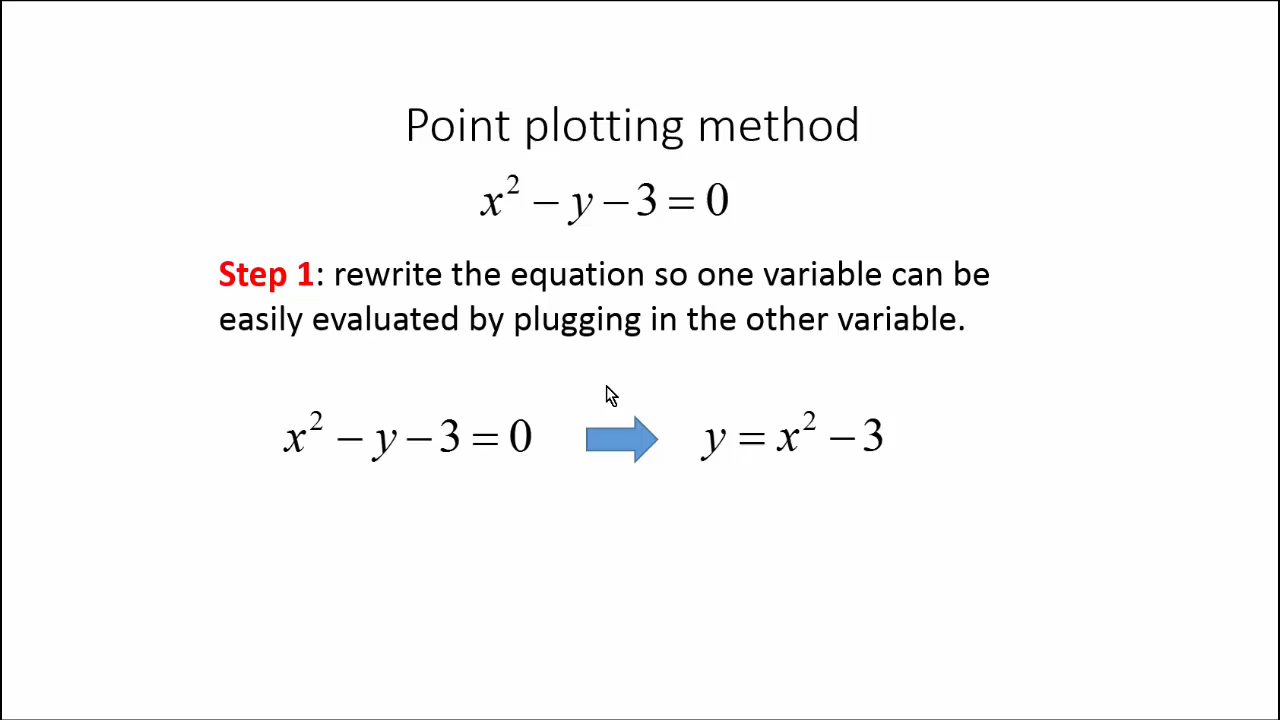 Point plotting method
x² − y − 3 = 0
Step 1: rewrite the equation so one variable can be
easily evaluated by plugging in the other variable.
x² − y − 3 = 0 y = x² − 3